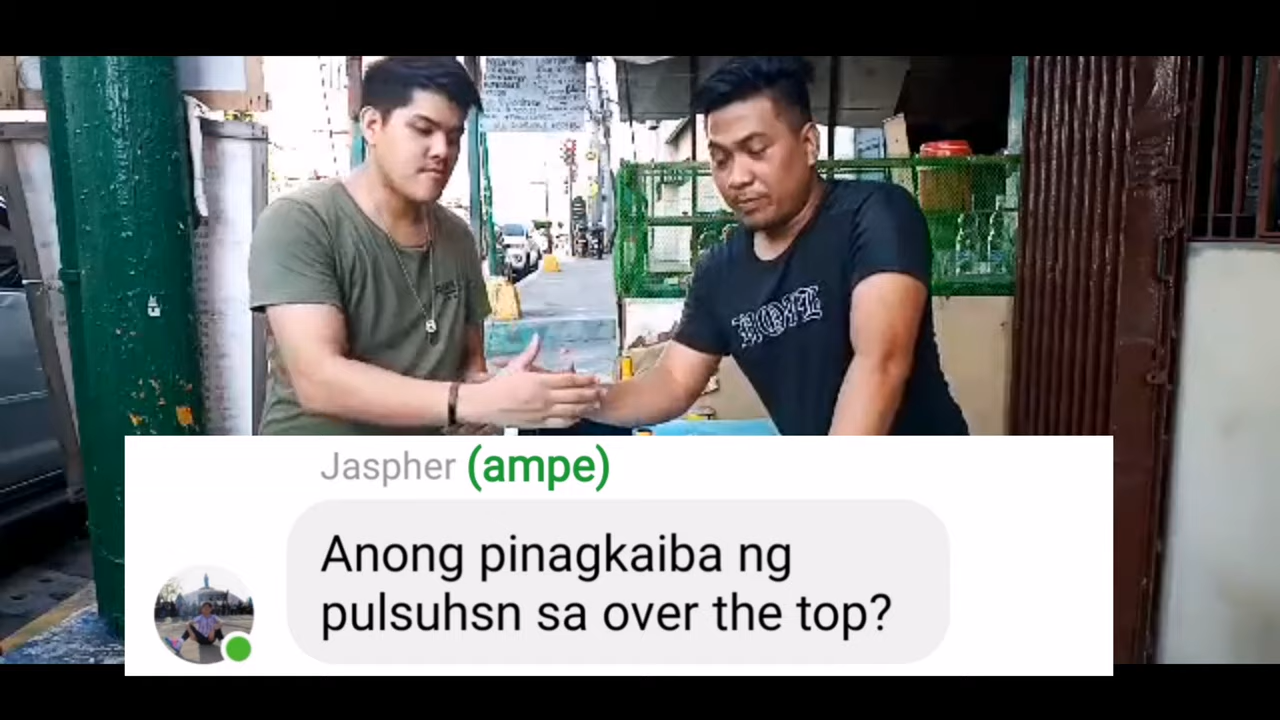 Jaspher (ampe)
Anong pinagkaiba ng
pulsuhsn sa over the top?